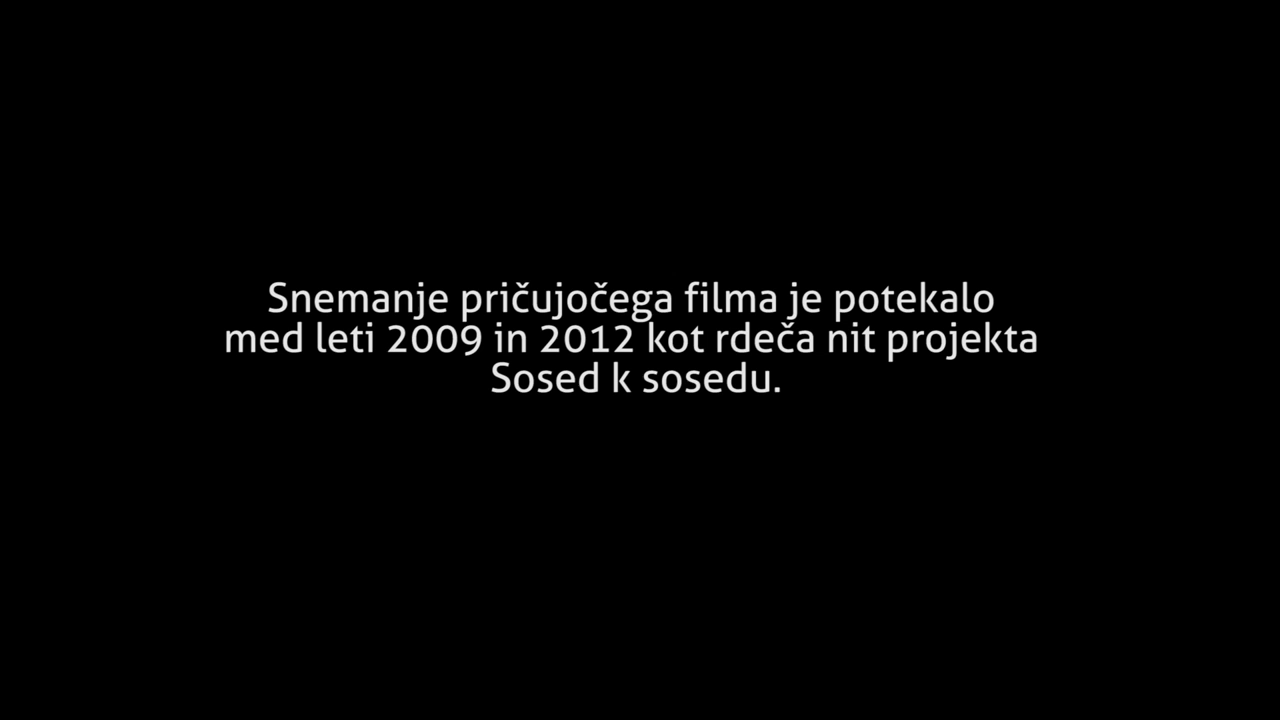 Snemanje pričujočega filma je potekalo
med leti 2009 in 2012 kot rdeča nit projekta
Sosed k sosedu.